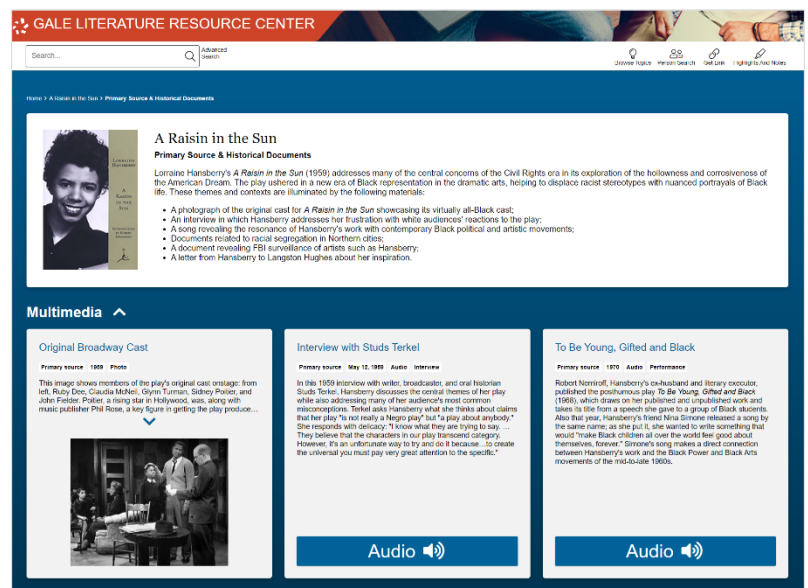 GALE LITERATURE RESOURCE CENTER
Search...
Advanced
Search
Browse Topics Person Search Get Link Highlights And Notes
Home > A Raisin in the Sun > Primary Source & Historical Documents
LORRAINE
HANSBERRY
A
RAISIN
IN THE
SUN
A Raisin in the Sun
Primary Source & Historical Documents
Lorraine Hansberry's A Raisin in the Sun (1959) addresses many of the central concerns of the Civil Rights era in its exploration of the hollowness and corrosiveness of
the American Dream. The play ushered in a new era of Black representation in the dramatic arts, helping to displace racist stereotypes with nuanced portrayals of Black
life. These themes and contexts are illuminated by the following materials:
• A photograph of the original cast for A Raisin in the Sun showcasing its virtually all-Black cast;
• An interview in which Hansberry addresses her frustration with white audiences' reactions to the play;
• A song revealing the resonance of Hansberry's work with contemporary Black political and artistic movements;
• Documents related to racial segregation in Northern cities;
• A document revealing FBI surveillance of artists such as Hansberry;
• A letter from Hansberry to Langston Hughes about her inspiration.
Multimedia
Original Broadway Cast
Primary source 1959 Photo
This image shows members of the play's original cast onstage: from
left, Ruby Dee, Claudia McNeil, Glynn Turman, Sidney Poitier, and
John Fielder. Poitier, a rising star in Hollywood, was, along with
music publisher Phil Rose, a key figure in getting the play produce...
Interview with Studs Terkel
Primary source May 12, 1959 Audio Interview
In this 1959 interview with writer, broadcaster, and oral historian
Studs Terkel, Hansberry discusses the central themes of her play
while also addressing many of her audience's most common
misconceptions. Terkel asks Hansberry what she thinks about claims
that her play "is not really a Negro play" but "a play about anybody."
She responds with delicacy: "I know what they are trying to say. ...
They believe that the characters in our play transcend category.
However, it's an unfortunate way to try and do it because...to create
the universal you must pay very great attention to the specific."
Audio
To Be Young, Gifted and Black
Primary source 1970 Audio Performance
Robert Nemiroff, Hansberry's ex-husband and literary executor,
published the posthumous play To Be Young, Gifted and Black
(1968), which draws on her published and unpublished work and
takes its title from a speech she gave to a group of Black students.
Also that year, Hansberry's friend Nina Simone released a song by
the same name; as she put it, she wanted to write something that
would "make Black children all over the world feel good about
themselves, forever." Simone's song makes a direct connection
between Hansberry's work and the Black Power and Black Arts
movements of the mid-to-late 1960s.
Audio